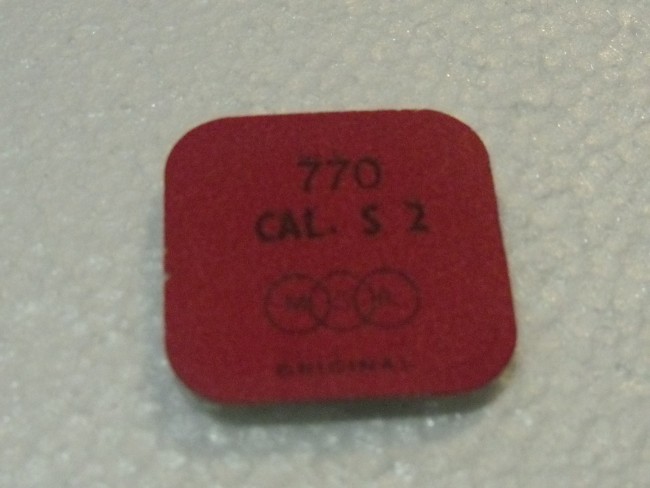 770
CAL. S 2
M S R
ORIGINAL